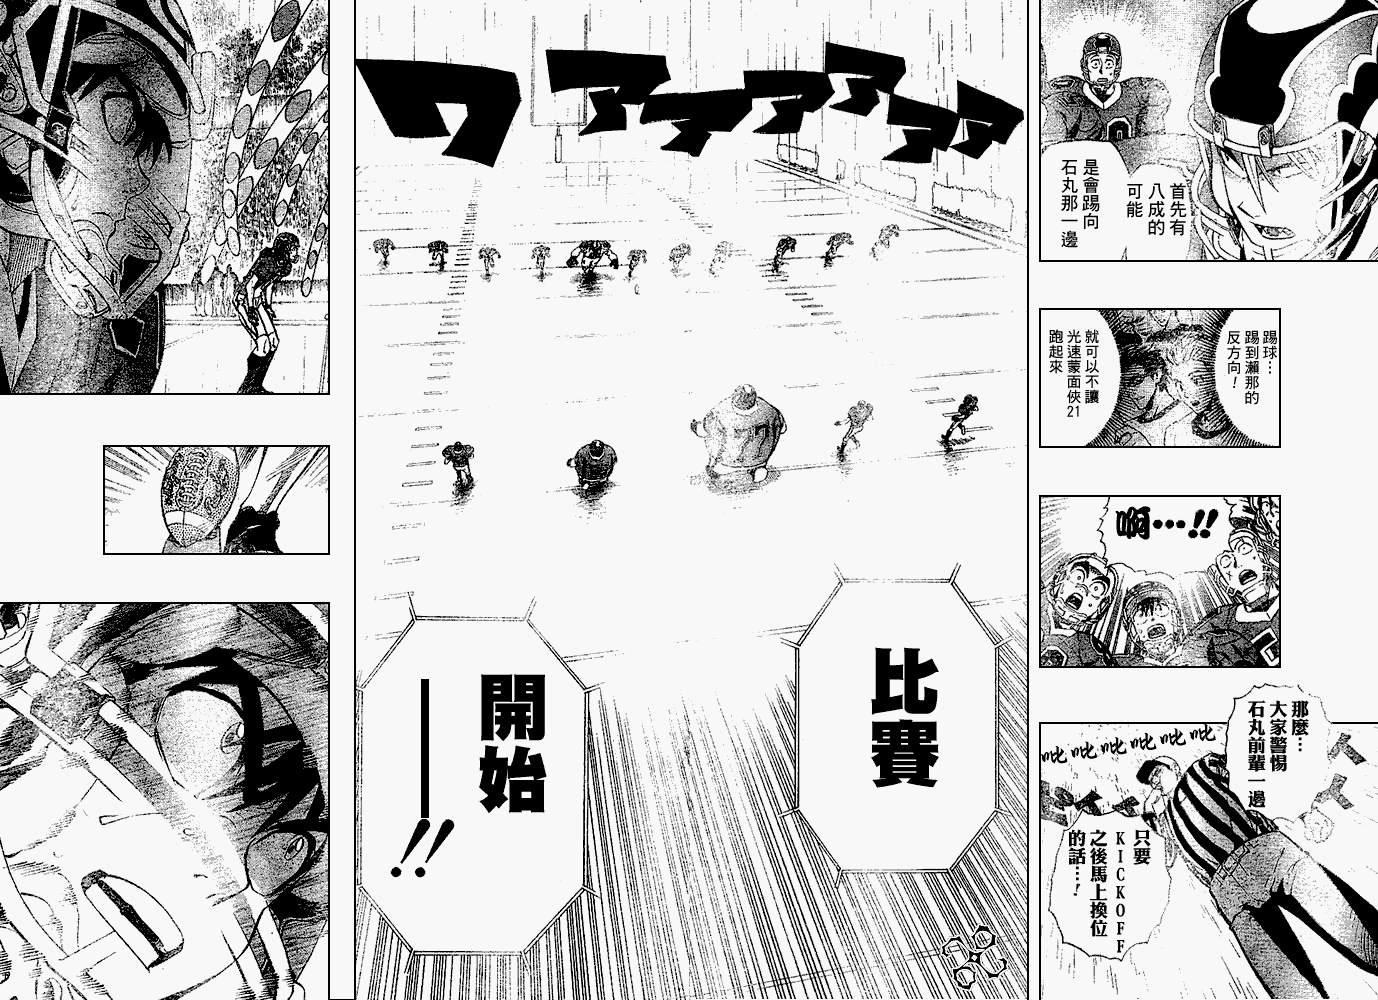 首先有
八成的
可能
是會踢向
石丸那一邊
踢球…
踢到瀨那的
反方向！
就可以不讓
光速蒙面俠21
跑起來
啊…!!
那麼…
大家警惕
石丸前輩一邊
吡吡吡吡吡吡
只要
KICKOFF
之後馬上換位
的話…！
ワアアアアアア
比賽
開始
——!!